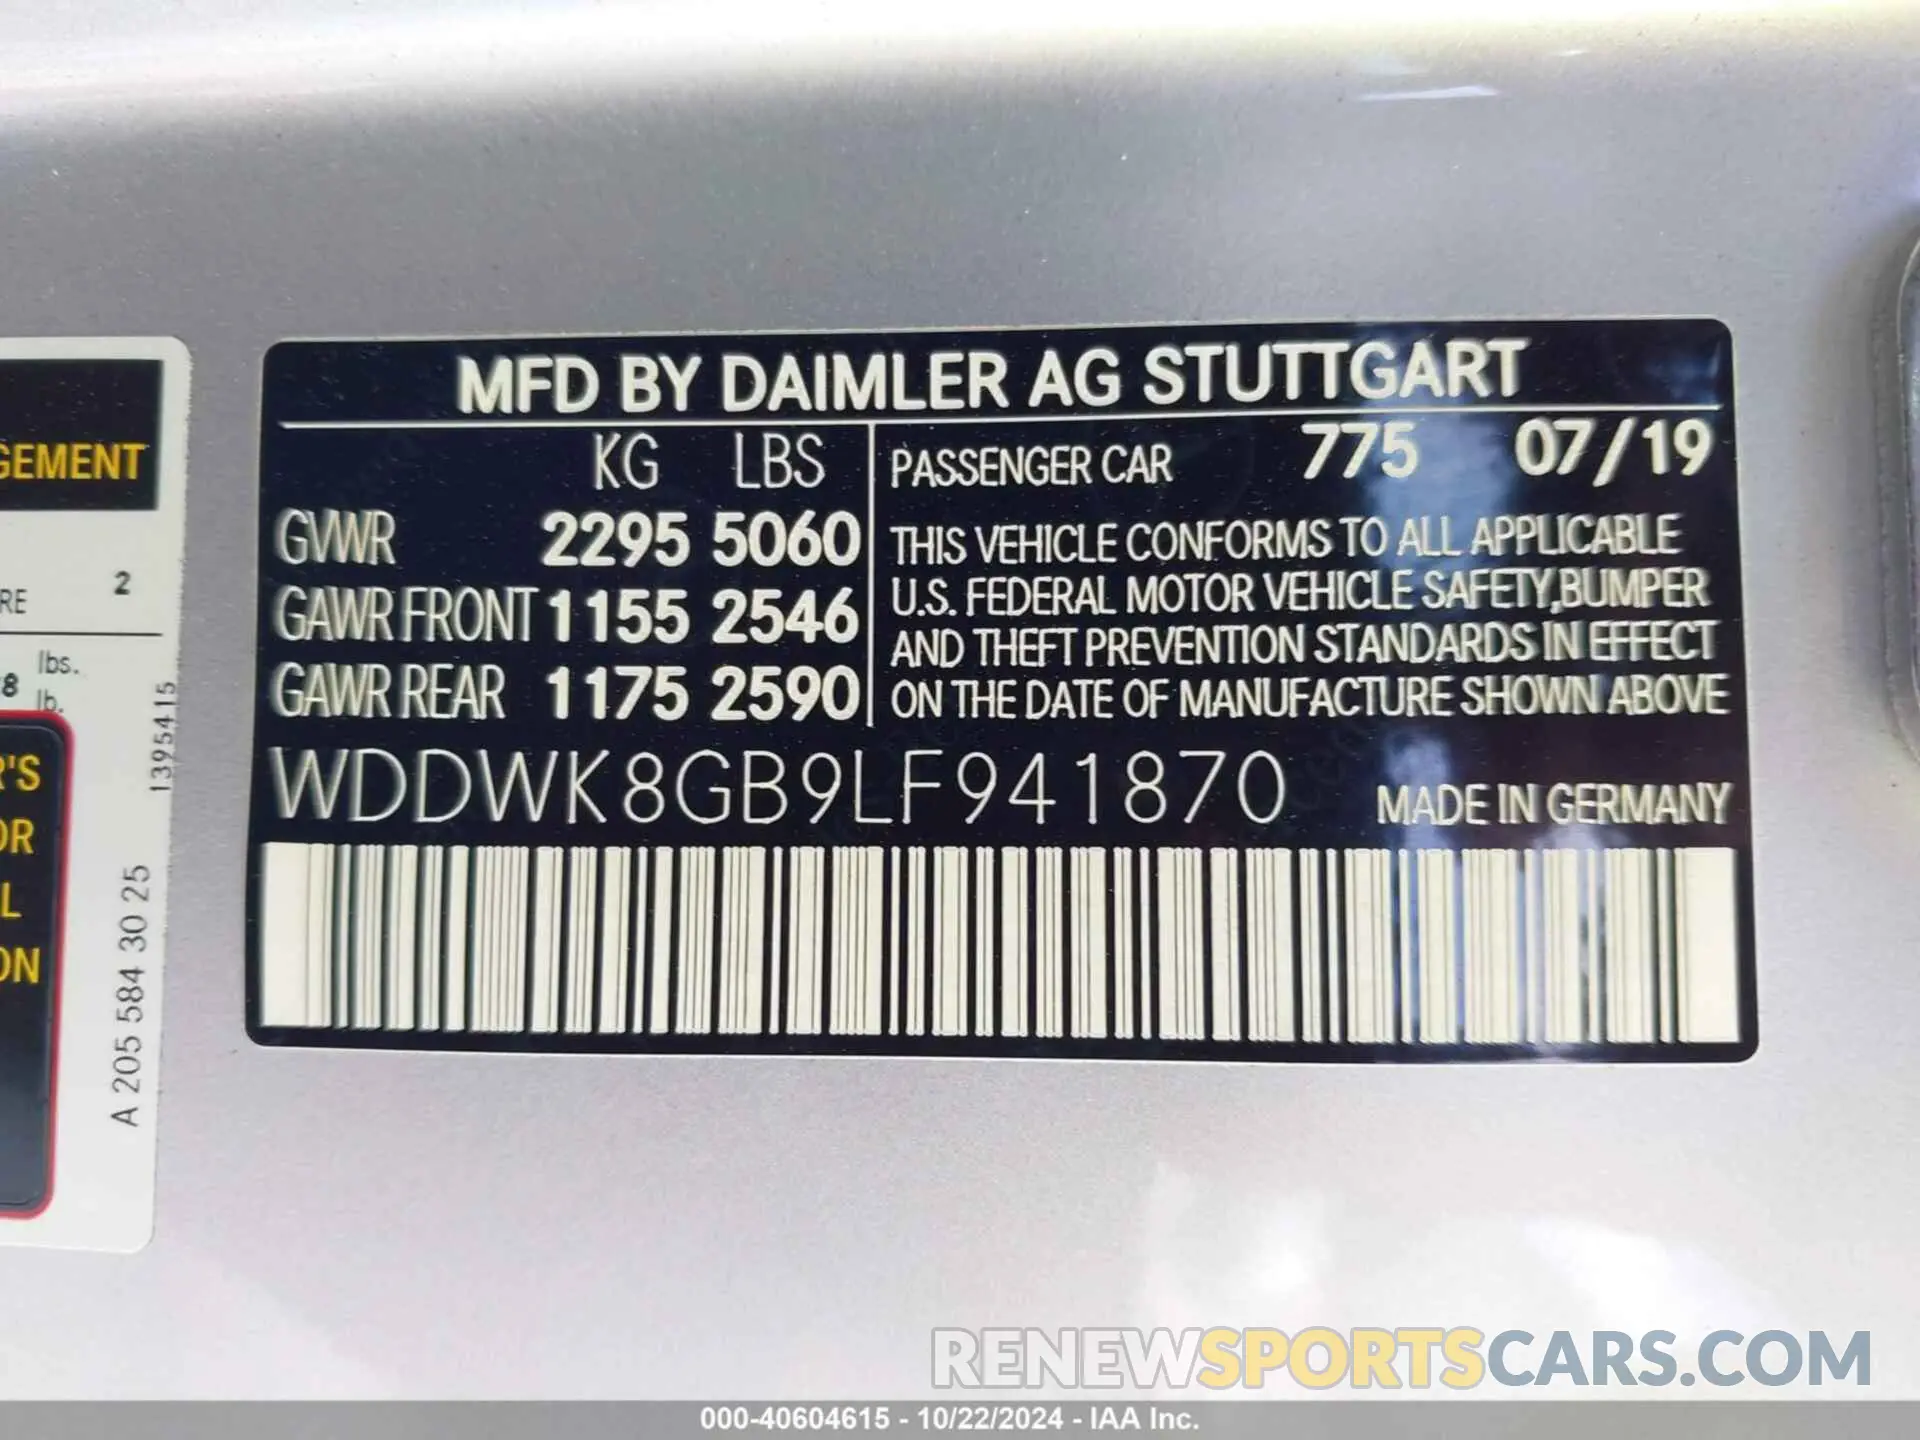 MFD BY DAIMLER AG STUTTGART
KG LBS
GVWR 2295 5060
GAWR FRONT 1155 2546
GAWR REAR 1175 2590
PASSENGER CAR 775 07/19
THIS VEHICLE CONFORMS TO ALL APPLICABLE
U.S. FEDERAL MOTOR VEHICLE SAFETY, BUMPER
AND THEFT PREVENTION STANDARDS IN EFFECT
ON THE DATE OF MANUFACTURE SHOWN ABOVE
WDDWK8GB9LF941870
MADE IN GERMANY
GEMENT
RE 2
8 lbs.
lb.
R'S
OR
L
ON
1395415
A 205 584 30 25
RENEWSPORTSCARS.COM
000-40604615 - 10/22/2024 - IAA Inc.